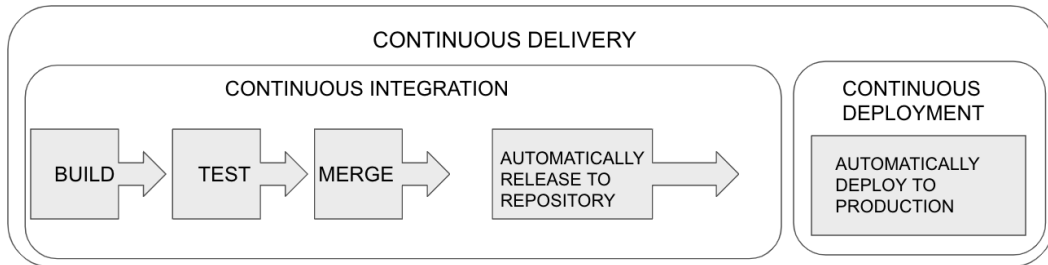 CONTINUOUS DELIVERY
CONTINUOUS INTEGRATION
BUILD
TEST
MERGE
AUTOMATICALLY
RELEASE TO
REPOSITORY
CONTINUOUS
DEPLOYMENT
AUTOMATICALLY
DEPLOY TO
PRODUCTION